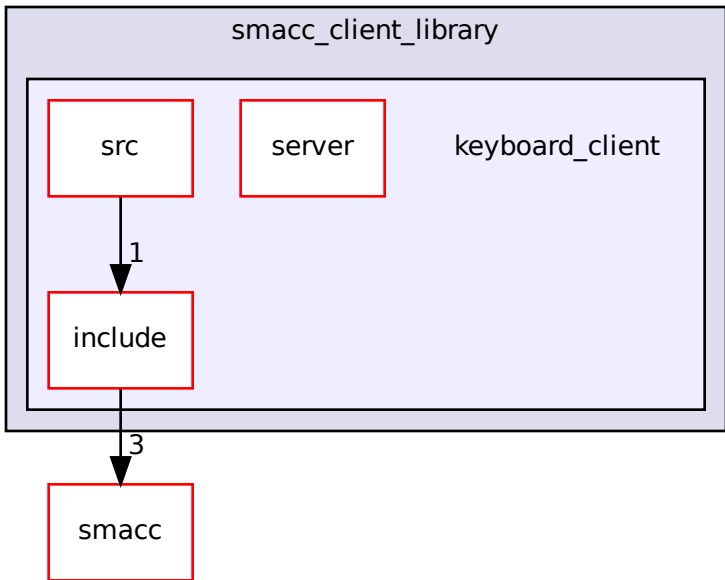 smacc_client_library
src
server
keyboard_client
1
include
3
smacc